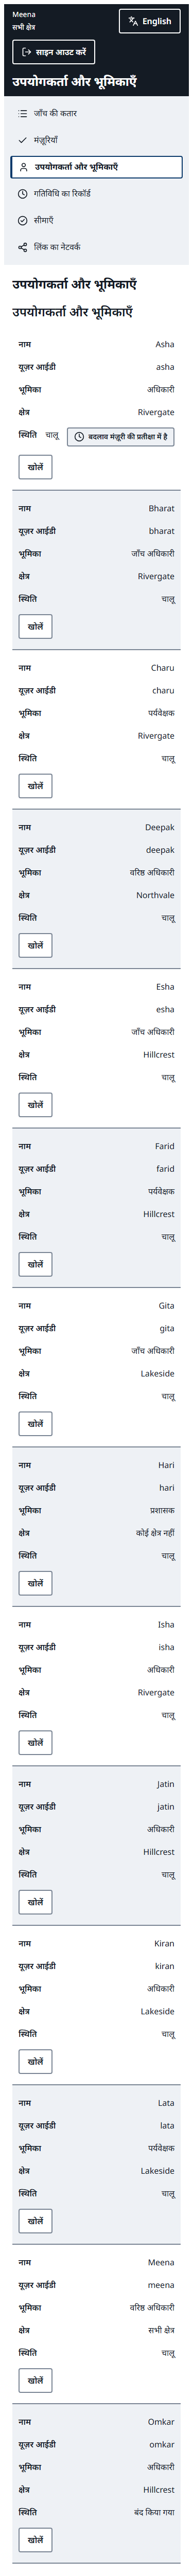 Meena
सभी क्षेत्र
English
साइन आउट करें
उपयोगकर्ता और भूमिकाएँ
जाँच की कतार
मंज़ूरियाँ
उपयोगकर्ता और भूमिकाएँ
गतिविधि का रिकॉर्ड
सीमाएँ
लिंक का नेटवर्क
उपयोगकर्ता और भूमिकाएँ
उपयोगकर्ता और भूमिकाएँ
नाम Asha
यूज़र आईडी asha
भूमिका अधिकारी
क्षेत्र Rivergate
स्थिति चालू बदलाव मंज़ूरी की प्रतीक्षा में है
खोलें
नाम Bharat
यूज़र आईडी bharat
भूमिका जाँच अधिकारी
क्षेत्र Rivergate
स्थिति चालू
खोलें
नाम Charu
यूज़र आईडी charu
भूमिका पर्यवेक्षक
क्षेत्र Rivergate
स्थिति चालू
खोलें
नाम Deepak
यूज़र आईडी deepak
भूमिका वरिष्ठ अधिकारी
क्षेत्र Northvale
स्थिति चालू
खोलें
नाम Esha
यूज़र आईडी esha
भूमिका जाँच अधिकारी
क्षेत्र Hillcrest
स्थिति चालू
खोलें
नाम Farid
यूज़र आईडी farid
भूमिका पर्यवेक्षक
क्षेत्र Hillcrest
स्थिति चालू
खोलें
नाम Gita
यूज़र आईडी gita
भूमिका जाँच अधिकारी
क्षेत्र Lakeside
स्थिति चालू
खोलें
नाम Hari
यूज़र आईडी hari
भूमिका प्रशासक
क्षेत्र कोई क्षेत्र नहीं
स्थिति चालू
खोलें
नाम Isha
यूज़र आईडी isha
भूमिका अधिकारी
क्षेत्र Rivergate
स्थिति चालू
खोलें
नाम Jatin
यूज़र आईडी jatin
भूमिका अधिकारी
क्षेत्र Hillcrest
स्थिति चालू
खोलें
नाम Kiran
यूज़र आईडी kiran
भूमिका अधिकारी
क्षेत्र Lakeside
स्थिति चालू
खोलें
नाम Lata
यूज़र आईडी lata
भूमिका पर्यवेक्षक
क्षेत्र Lakeside
स्थिति चालू
खोलें
नाम Meena
यूज़र आईडी meena
भूमिका वरिष्ठ अधिकारी
क्षेत्र सभी क्षेत्र
स्थिति चालू
खोलें
नाम Omkar
यूज़र आईडी omkar
भूमिका अधिकारी
क्षेत्र Hillcrest
स्थिति बंद किया गया
खोलें